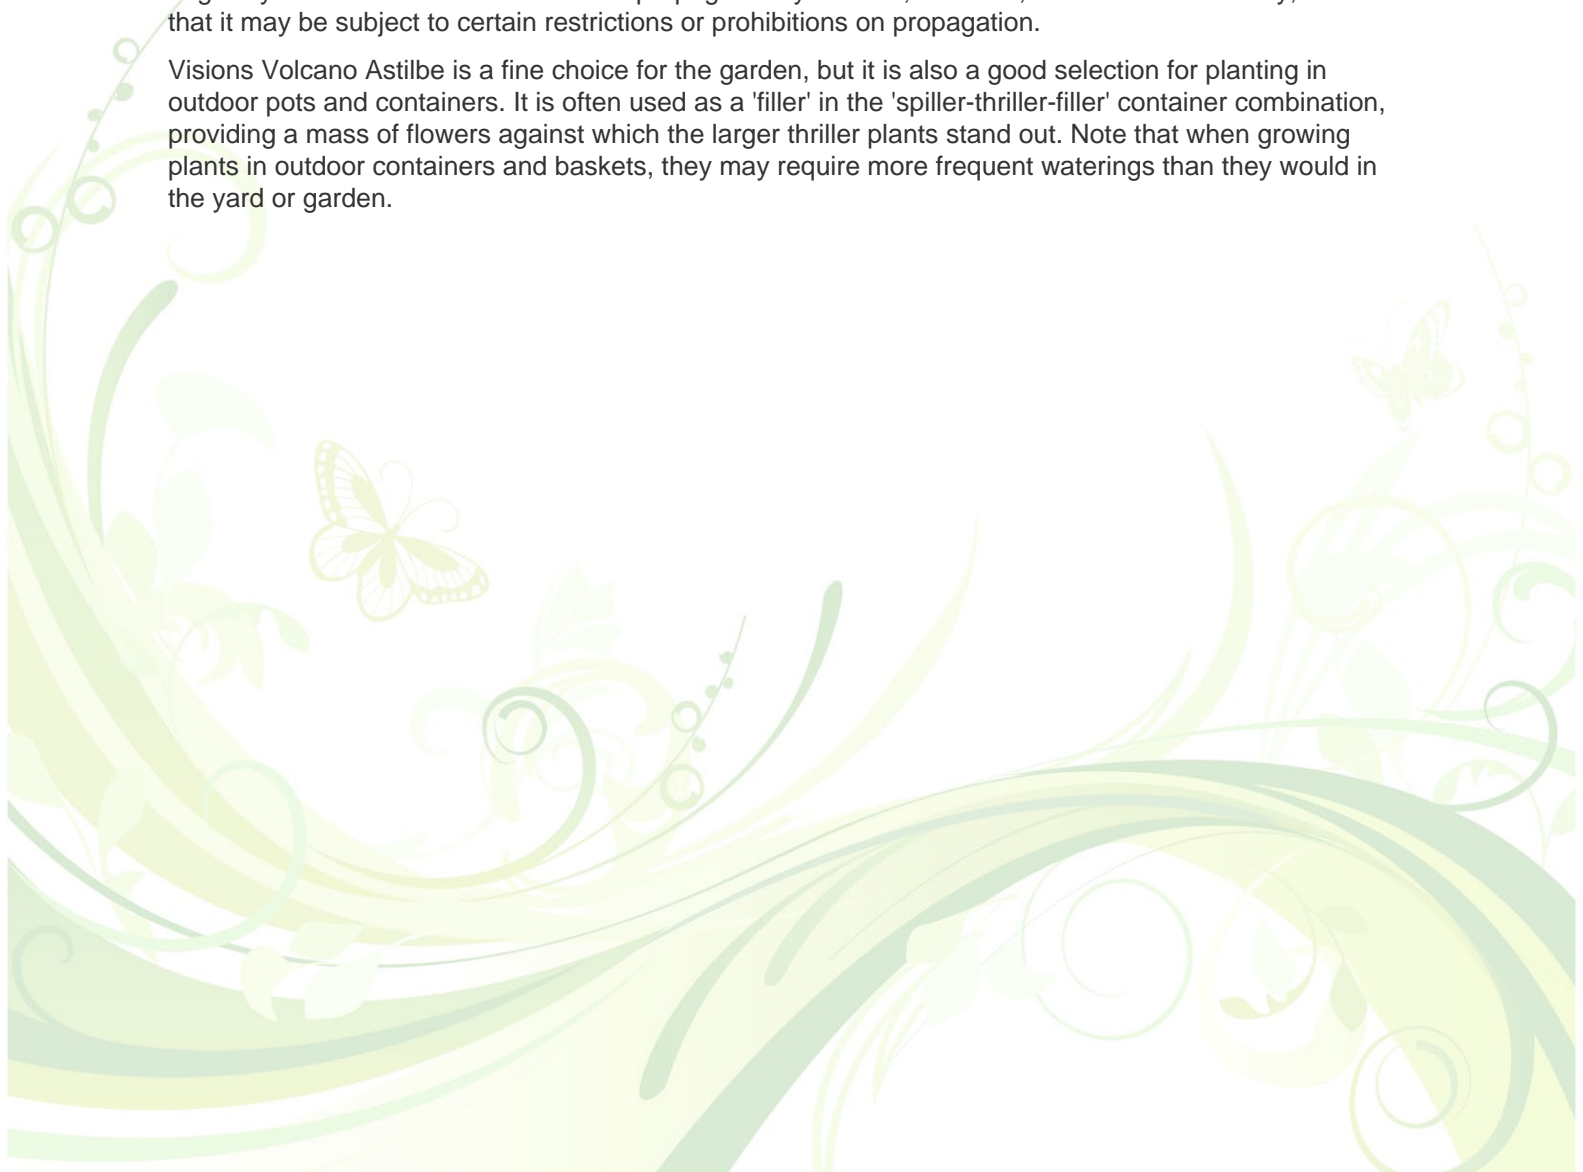 that it may be subject to certain restrictions or prohibitions on propagation.
Visions Volcano Astilbe is a fine choice for the garden, but it is also a good selection for planting in
outdoor pots and containers. It is often used as a 'filler' in the 'spiller-thriller-filler' container combination,
providing a mass of flowers against which the larger thriller plants stand out. Note that when growing
plants in outdoor containers and baskets, they may require more frequent waterings than they would in
the yard or garden.